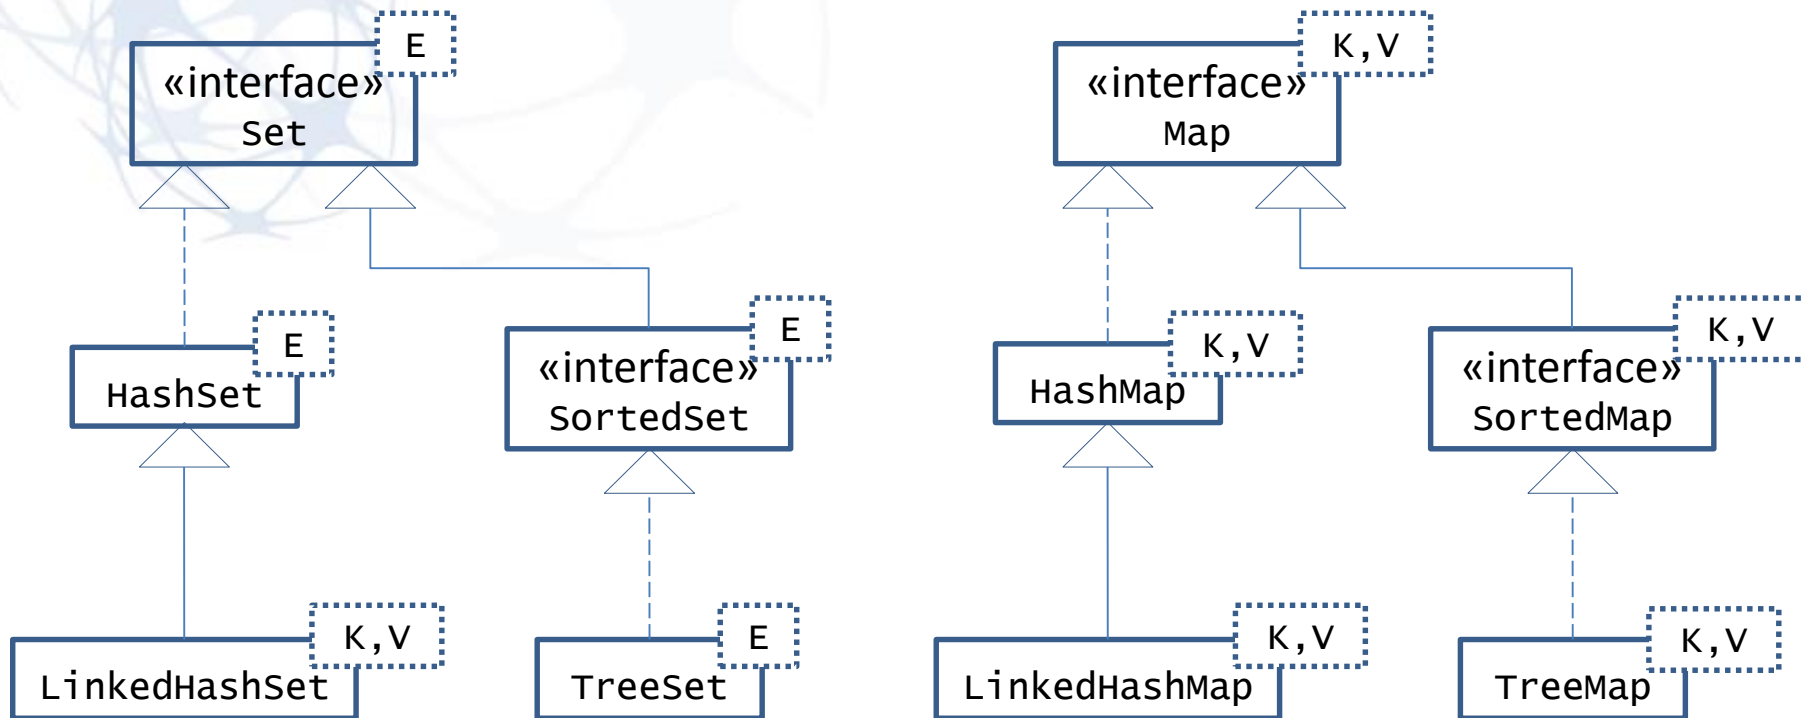 E
«interface»
Set
K,V
«interface»
Map
E
HashSet
E
«interface»
SortedSet
K,V
HashMap
K,V
«interface»
SortedMap
K,V
LinkedHashSet
E
TreeSet
K,V
LinkedHashMap
K,V
TreeMap